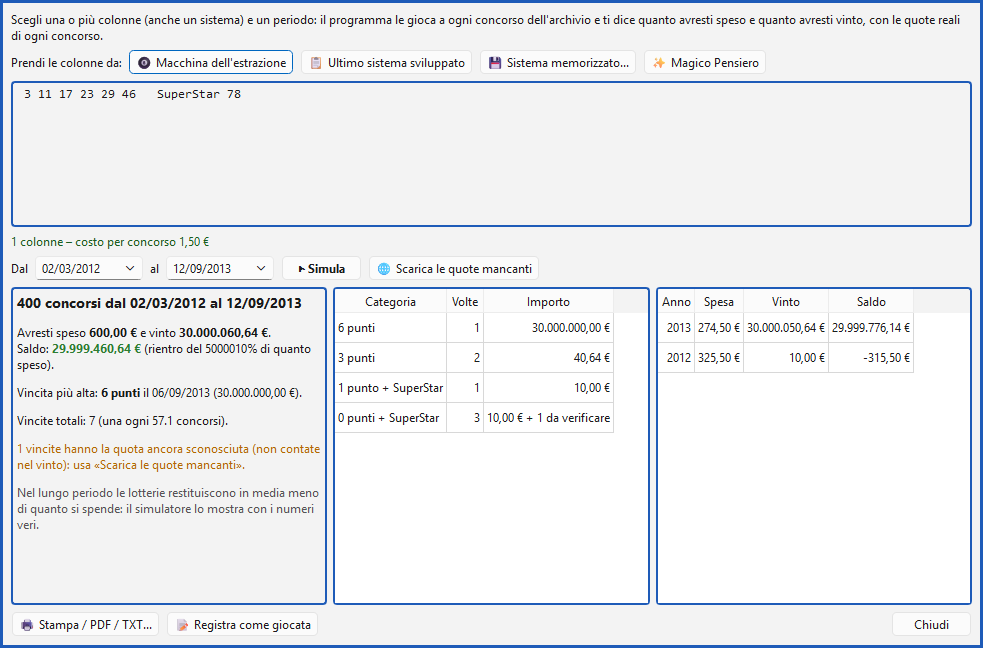 Scegli una o più colonne (anche un sistema) e un periodo: il programma le gioca a ogni concorso dell'archivio e ti dice quanto avresti speso e quanto avresti vinto, con le quote reali
di ogni concorso.
Prendi le colonne da: Macchina dell'estrazione Ultimo sistema sviluppato Sistema memorizzato... Magico Pensiero
3 11 17 23 29 46 SuperStar 78
1 colonne – costo per concorso 1,50 €
Dal 02/03/2012 al 12/09/2013 Simula Scarica le quote mancanti
400 concorsi dal 02/03/2012 al 12/09/2013
Avresti speso 600,00 € e vinto 30.000.060,64 €.
Saldo: 29.999.460,64 € (rientro del 5000010% di quanto
speso).
Vincita più alta: 6 punti il 06/09/2013 (30.000.000,00 €).
Vincite totali: 7 (una ogni 57.1 concorsi).
1 vincite hanno la quota ancora sconosciuta (non contate
nel vinto): usa «Scarica le quote mancanti».
Nel lungo periodo le lotterie restituiscono in media meno
di quanto si spende: il simulatore lo mostra con i numeri
veri.
Categoria Volte Importo
6 punti 1 30.000.000,00 €
3 punti 2 40,64 €
1 punto + SuperStar 1 10,00 €
0 punti + SuperStar 3 10,00 € + 1 da verificare
Anno Spesa Vinto Saldo
2013 274,50 € 30.000.050,64 € 29.999.776,14 €
2012 325,50 € 10,00 € -315,50 €
Stampa / PDF / TXT... Registra come giocata Chiudi